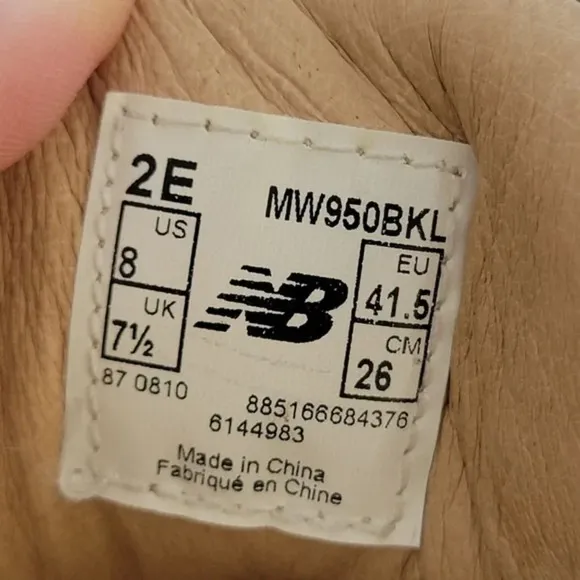 2E
MW950BKL
US
8
EU
41.5
UK
7½
CM
26
NB
87 0810
885166684376
6144983
Made in China
Fabriqué en Chine